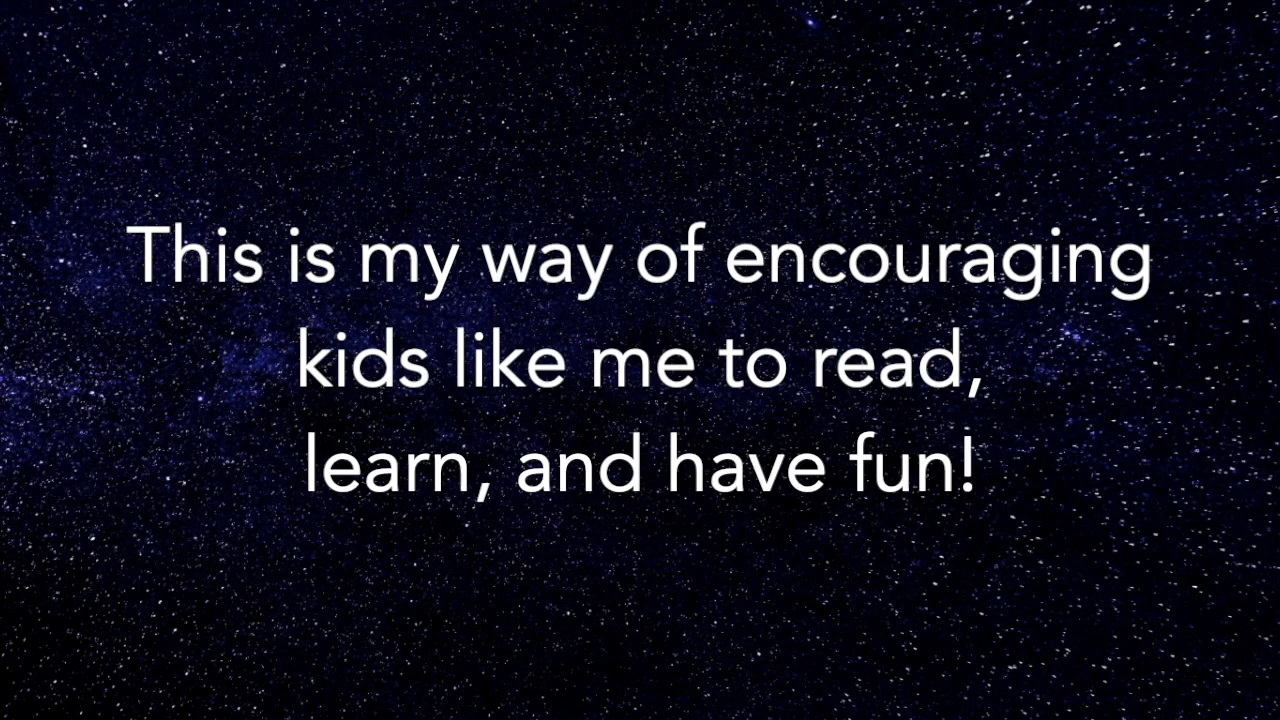 This is my way of encouraging
kids like me to read,
learn, and have fun!